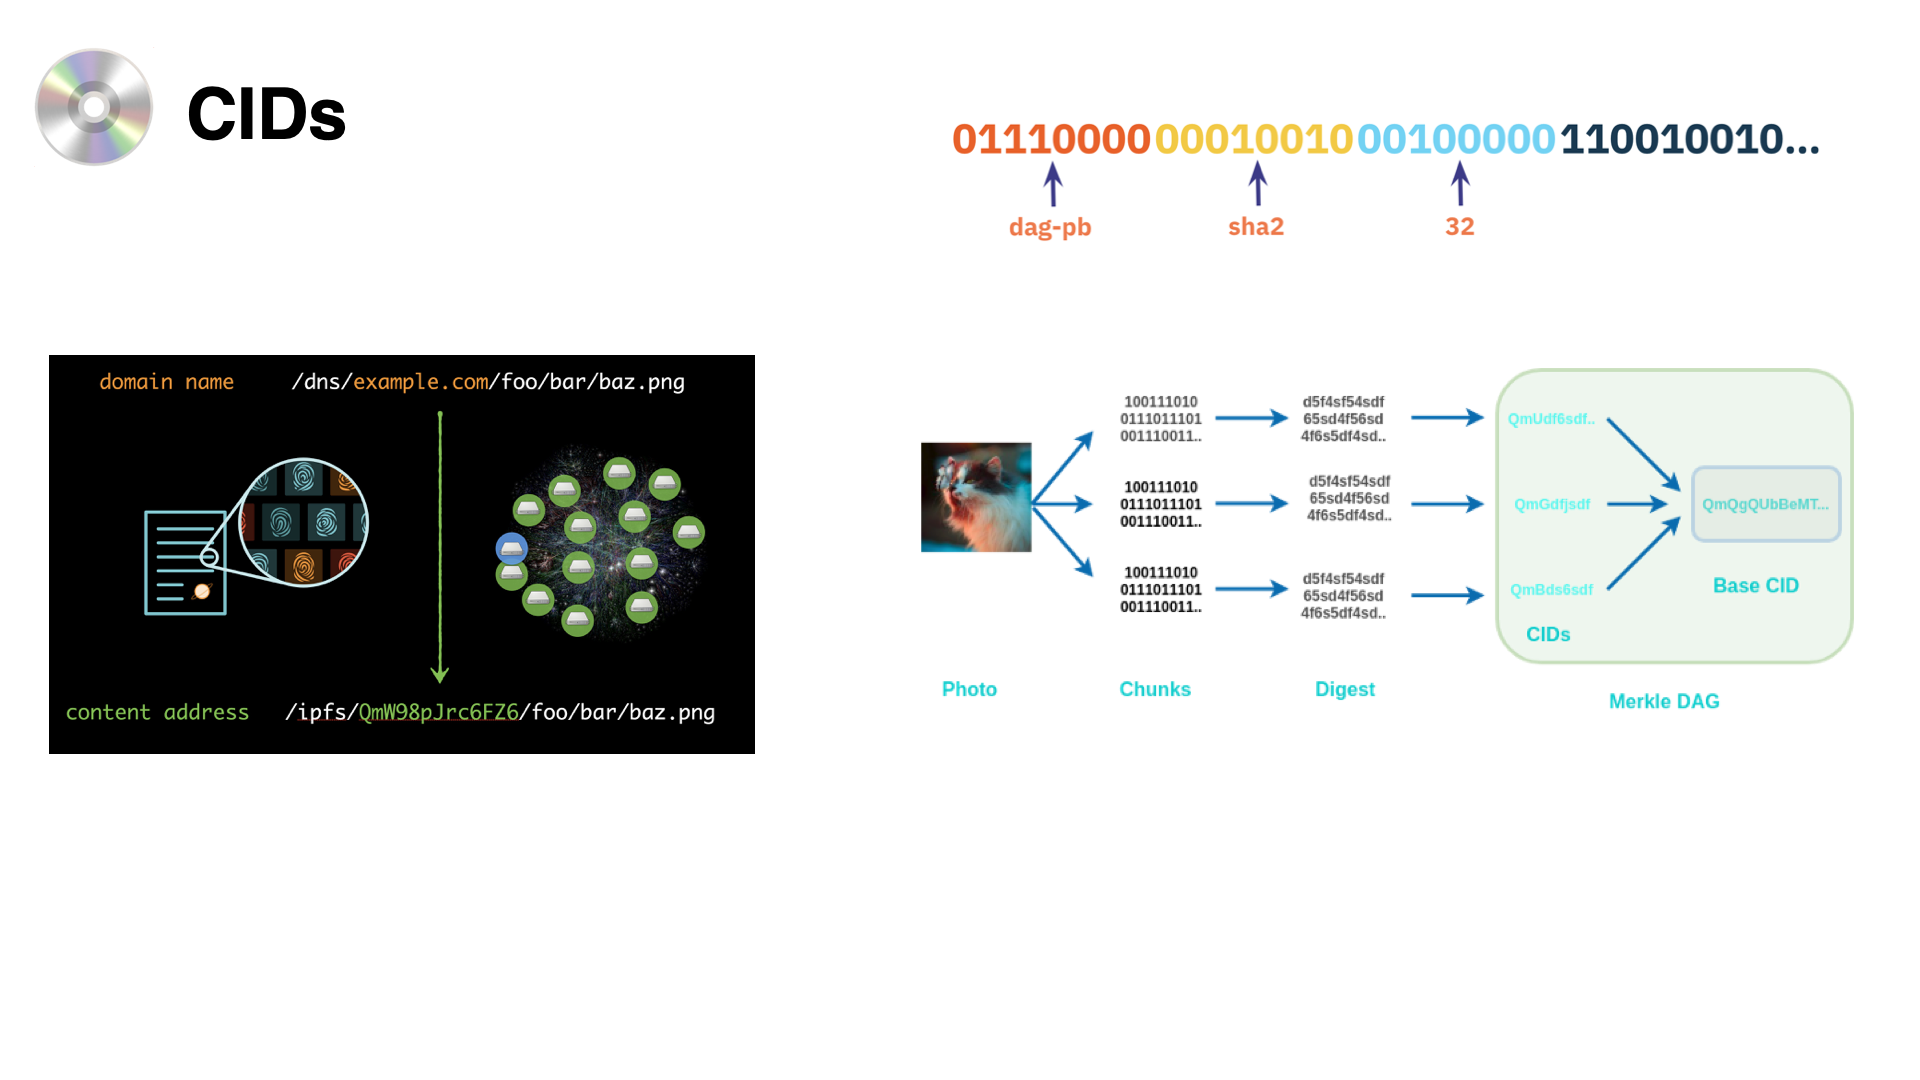 CIDs
01110000 00010010 00100000 110010010...
dag-pb sha2 32
domain name /dns/example.com/foo/bar/baz.png
content address /ipfs/QmW98pJrc6FZ6/foo/bar/baz.png
100111010
0111011101
001110011..
d5f4sf54sdf
65sd4f56sd
4f6s5df4sd..
QmUdf6sdf..
100111010
0111011101
001110011..
d5f4sf54sdf
65sd4f56sd
4f6s5df4sd..
QmGdfjsdf
QmQgQUbBeMT...
100111010
0111011101
001110011..
d5f4sf54sdf
65sd4f56sd
4f6s5df4sd..
QmBds6sdf
Base CID
CIDs
Photo
Chunks
Digest
Merkle DAG